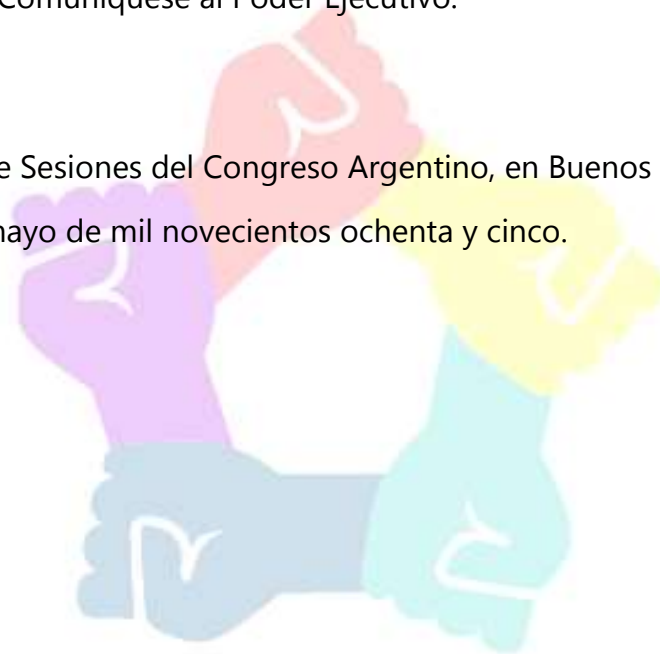 Comuníquese al Poder Ejecutivo.
e Sesiones del Congreso Argentino, en Buenos
mayo de mil novecientos ochenta y cinco.